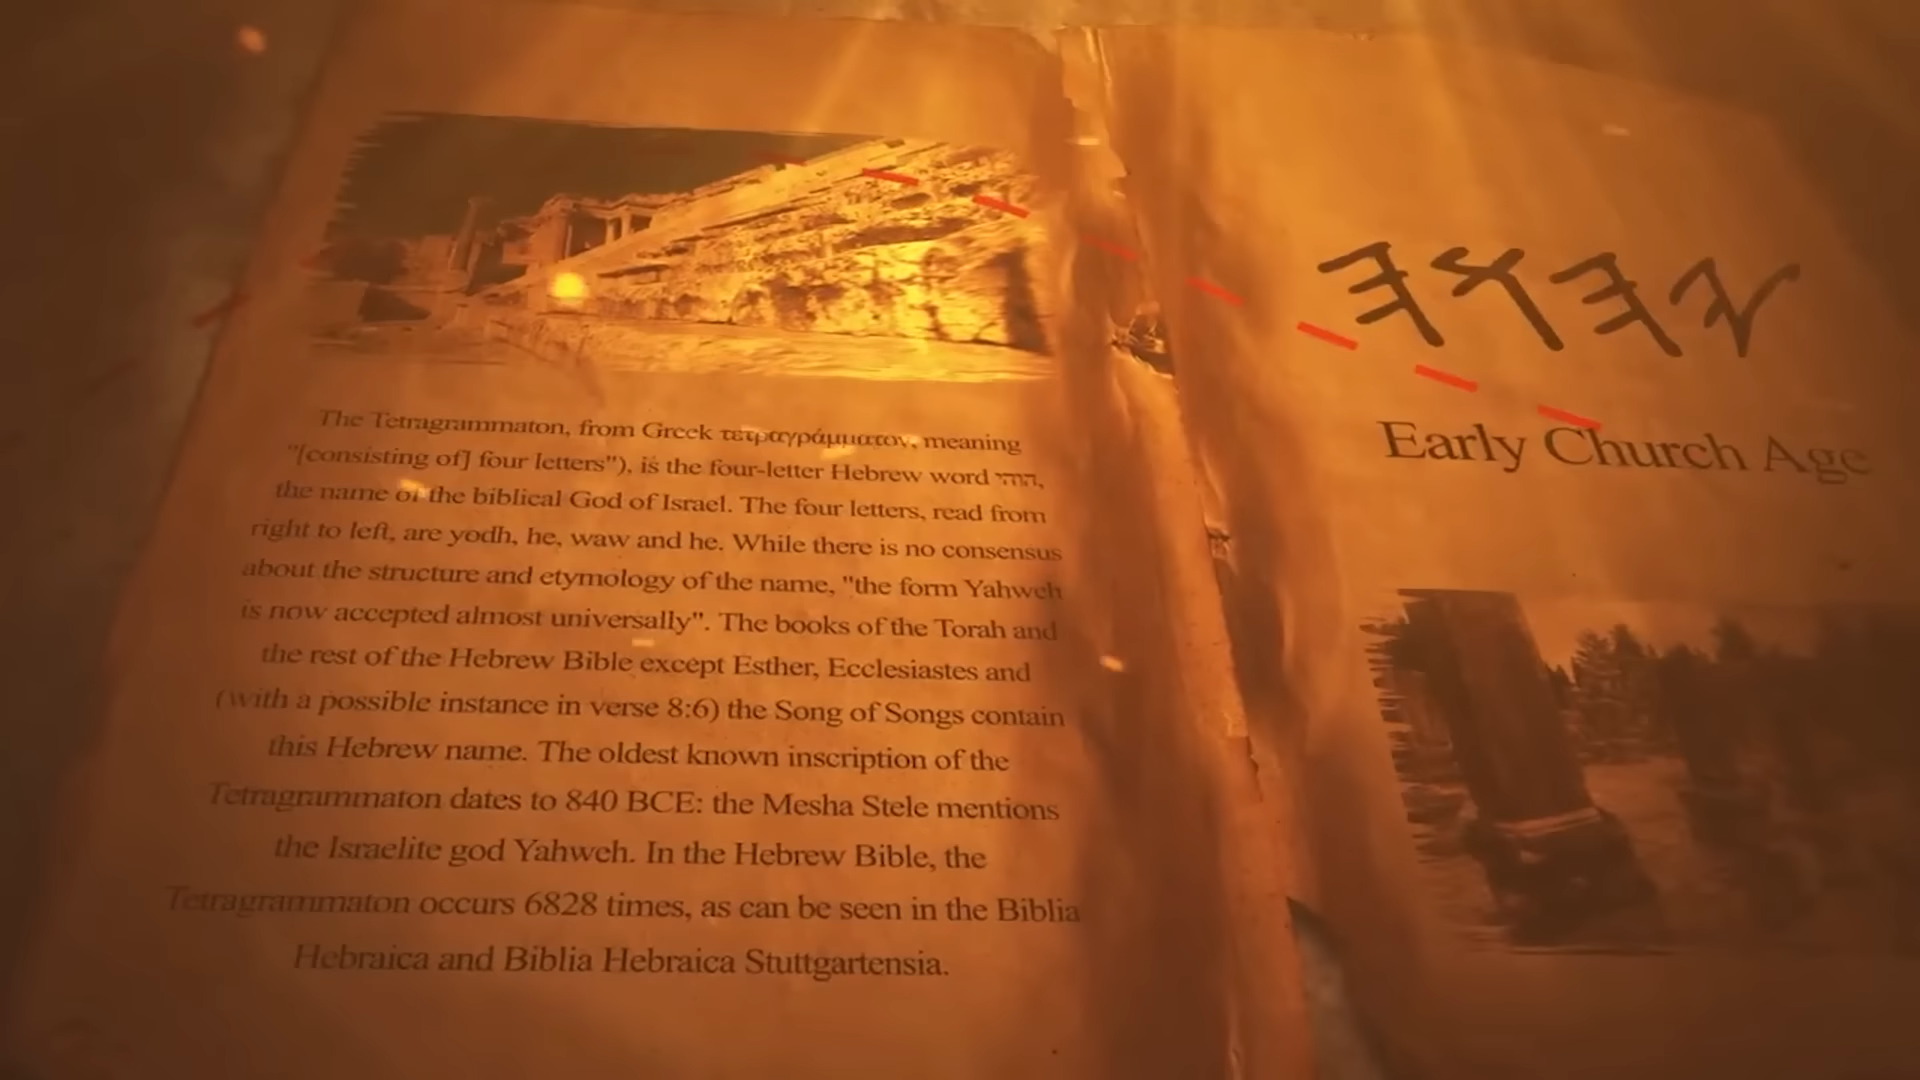 The Tetragrammaton, from Greek τετραγράμματον, meaning
"[consisting of] four letters"), is the four-letter Hebrew word יהוה,
the name of the biblical God of Israel. The four letters, read from
right to left, are yodh, he, waw and he. While there is no consensus
about the structure and etymology of the name, "the form Yahweh
is now accepted almost universally". The books of the Torah and
the rest of the Hebrew Bible except Esther, Ecclesiastes and
(with a possible instance in verse 8:6) the Song of Songs contain
this Hebrew name. The oldest known inscription of the
Tetragrammaton dates to 840 BCE: the Mesha Stele mentions
the Israelite god Yahweh. In the Hebrew Bible, the
Tetragrammaton occurs 6828 times, as can be seen in the Biblia
Hebraica and Biblia Hebraica Stuttgartensia.
𐤉𐤄𐤅𐤄
Early Church Age